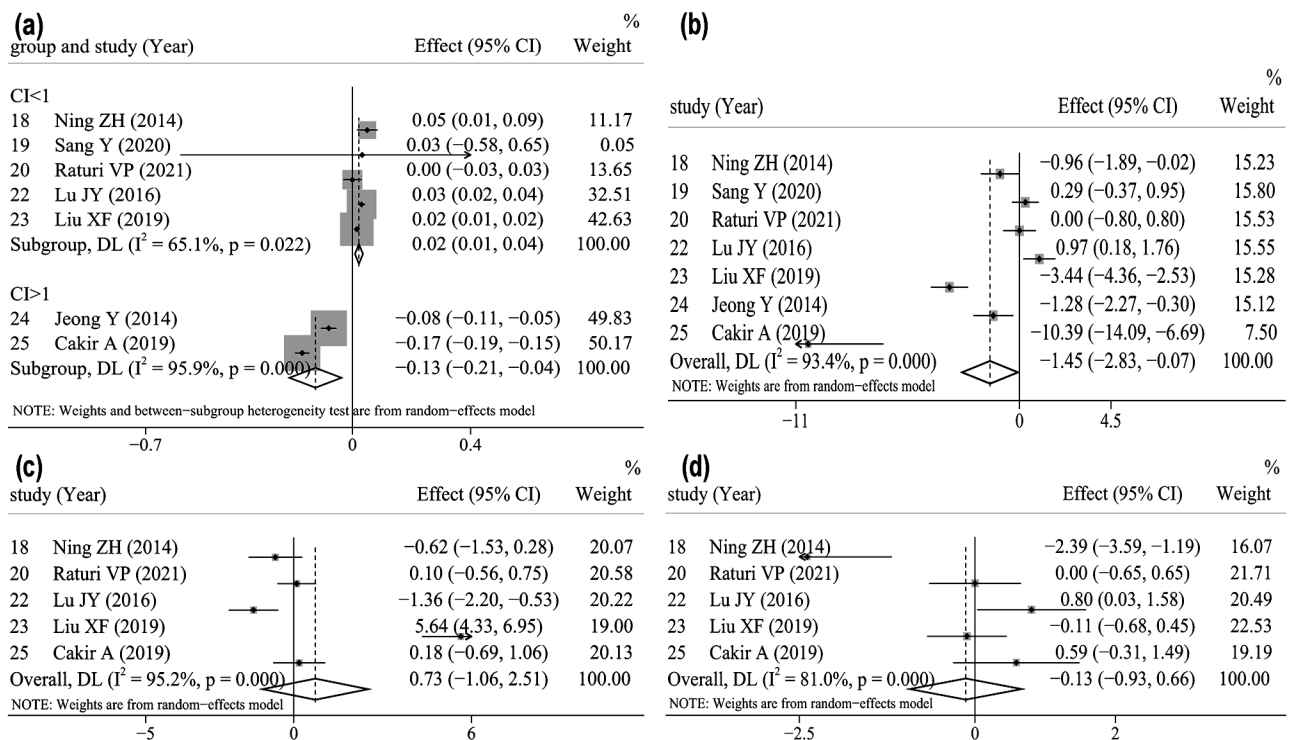 (a)
%
group and study (Year) Effect (95% CI) Weight
CI<1
18 Ning ZH (2014) 0.05 (0.01, 0.09) 11.17
19 Sang Y (2020) 0.03 (−0.58, 0.65) 0.05
20 Raturi VP (2021) 0.00 (−0.03, 0.03) 13.65
22 Lu JY (2016) 0.03 (0.02, 0.04) 32.51
23 Liu XF (2019) 0.02 (0.01, 0.02) 42.63
Subgroup, DL (I² = 65.1%, p = 0.022) 0.02 (0.01, 0.04) 100.00
CI>1
24 Jeong Y (2014) −0.08 (−0.11, −0.05) 49.83
25 Cakir A (2019) −0.17 (−0.19, −0.15) 50.17
Subgroup, DL (I² = 95.9%, p = 0.000) −0.13 (−0.21, −0.04) 100.00
NOTE: Weights and between−subgroup heterogeneity test are from random−effects model
−0.7 0 0.4
(b)
%
study (Year) Effect (95% CI) Weight
18 Ning ZH (2014) −0.96 (−1.89, −0.02) 15.23
19 Sang Y (2020) 0.29 (−0.37, 0.95) 15.80
20 Raturi VP (2021) 0.00 (−0.80, 0.80) 15.53
22 Lu JY (2016) 0.97 (0.18, 1.76) 15.55
23 Liu XF (2019) −3.44 (−4.36, −2.53) 15.28
24 Jeong Y (2014) −1.28 (−2.27, −0.30) 15.12
25 Cakir A (2019) −10.39 (−14.09, −6.69) 7.50
Overall, DL (I² = 93.4%, p = 0.000) −1.45 (−2.83, −0.07) 100.00
NOTE: Weights are from random−effects model
−11 0 4.5
(c)
%
study (Year) Effect (95% CI) Weight
18 Ning ZH (2014) −0.62 (−1.53, 0.28) 20.07
20 Raturi VP (2021) 0.10 (−0.56, 0.75) 20.58
22 Lu JY (2016) −1.36 (−2.20, −0.53) 20.22
23 Liu XF (2019) 5.64 (4.33, 6.95) 19.00
25 Cakir A (2019) 0.18 (−0.69, 1.06) 20.13
Overall, DL (I² = 95.2%, p = 0.000) 0.73 (−1.06, 2.51) 100.00
NOTE: Weights are from random−effects model
−5 0 6
(d)
%
study (Year) Effect (95% CI) Weight
18 Ning ZH (2014) −2.39 (−3.59, −1.19) 16.07
20 Raturi VP (2021) 0.00 (−0.65, 0.65) 21.71
22 Lu JY (2016) 0.80 (0.03, 1.58) 20.49
23 Liu XF (2019) −0.11 (−0.68, 0.45) 22.53
25 Cakir A (2019) 0.59 (−0.31, 1.49) 19.19
Overall, DL (I² = 81.0%, p = 0.000) −0.13 (−0.93, 0.66) 100.00
NOTE: Weights are from random−effects model
−2.5 0 2